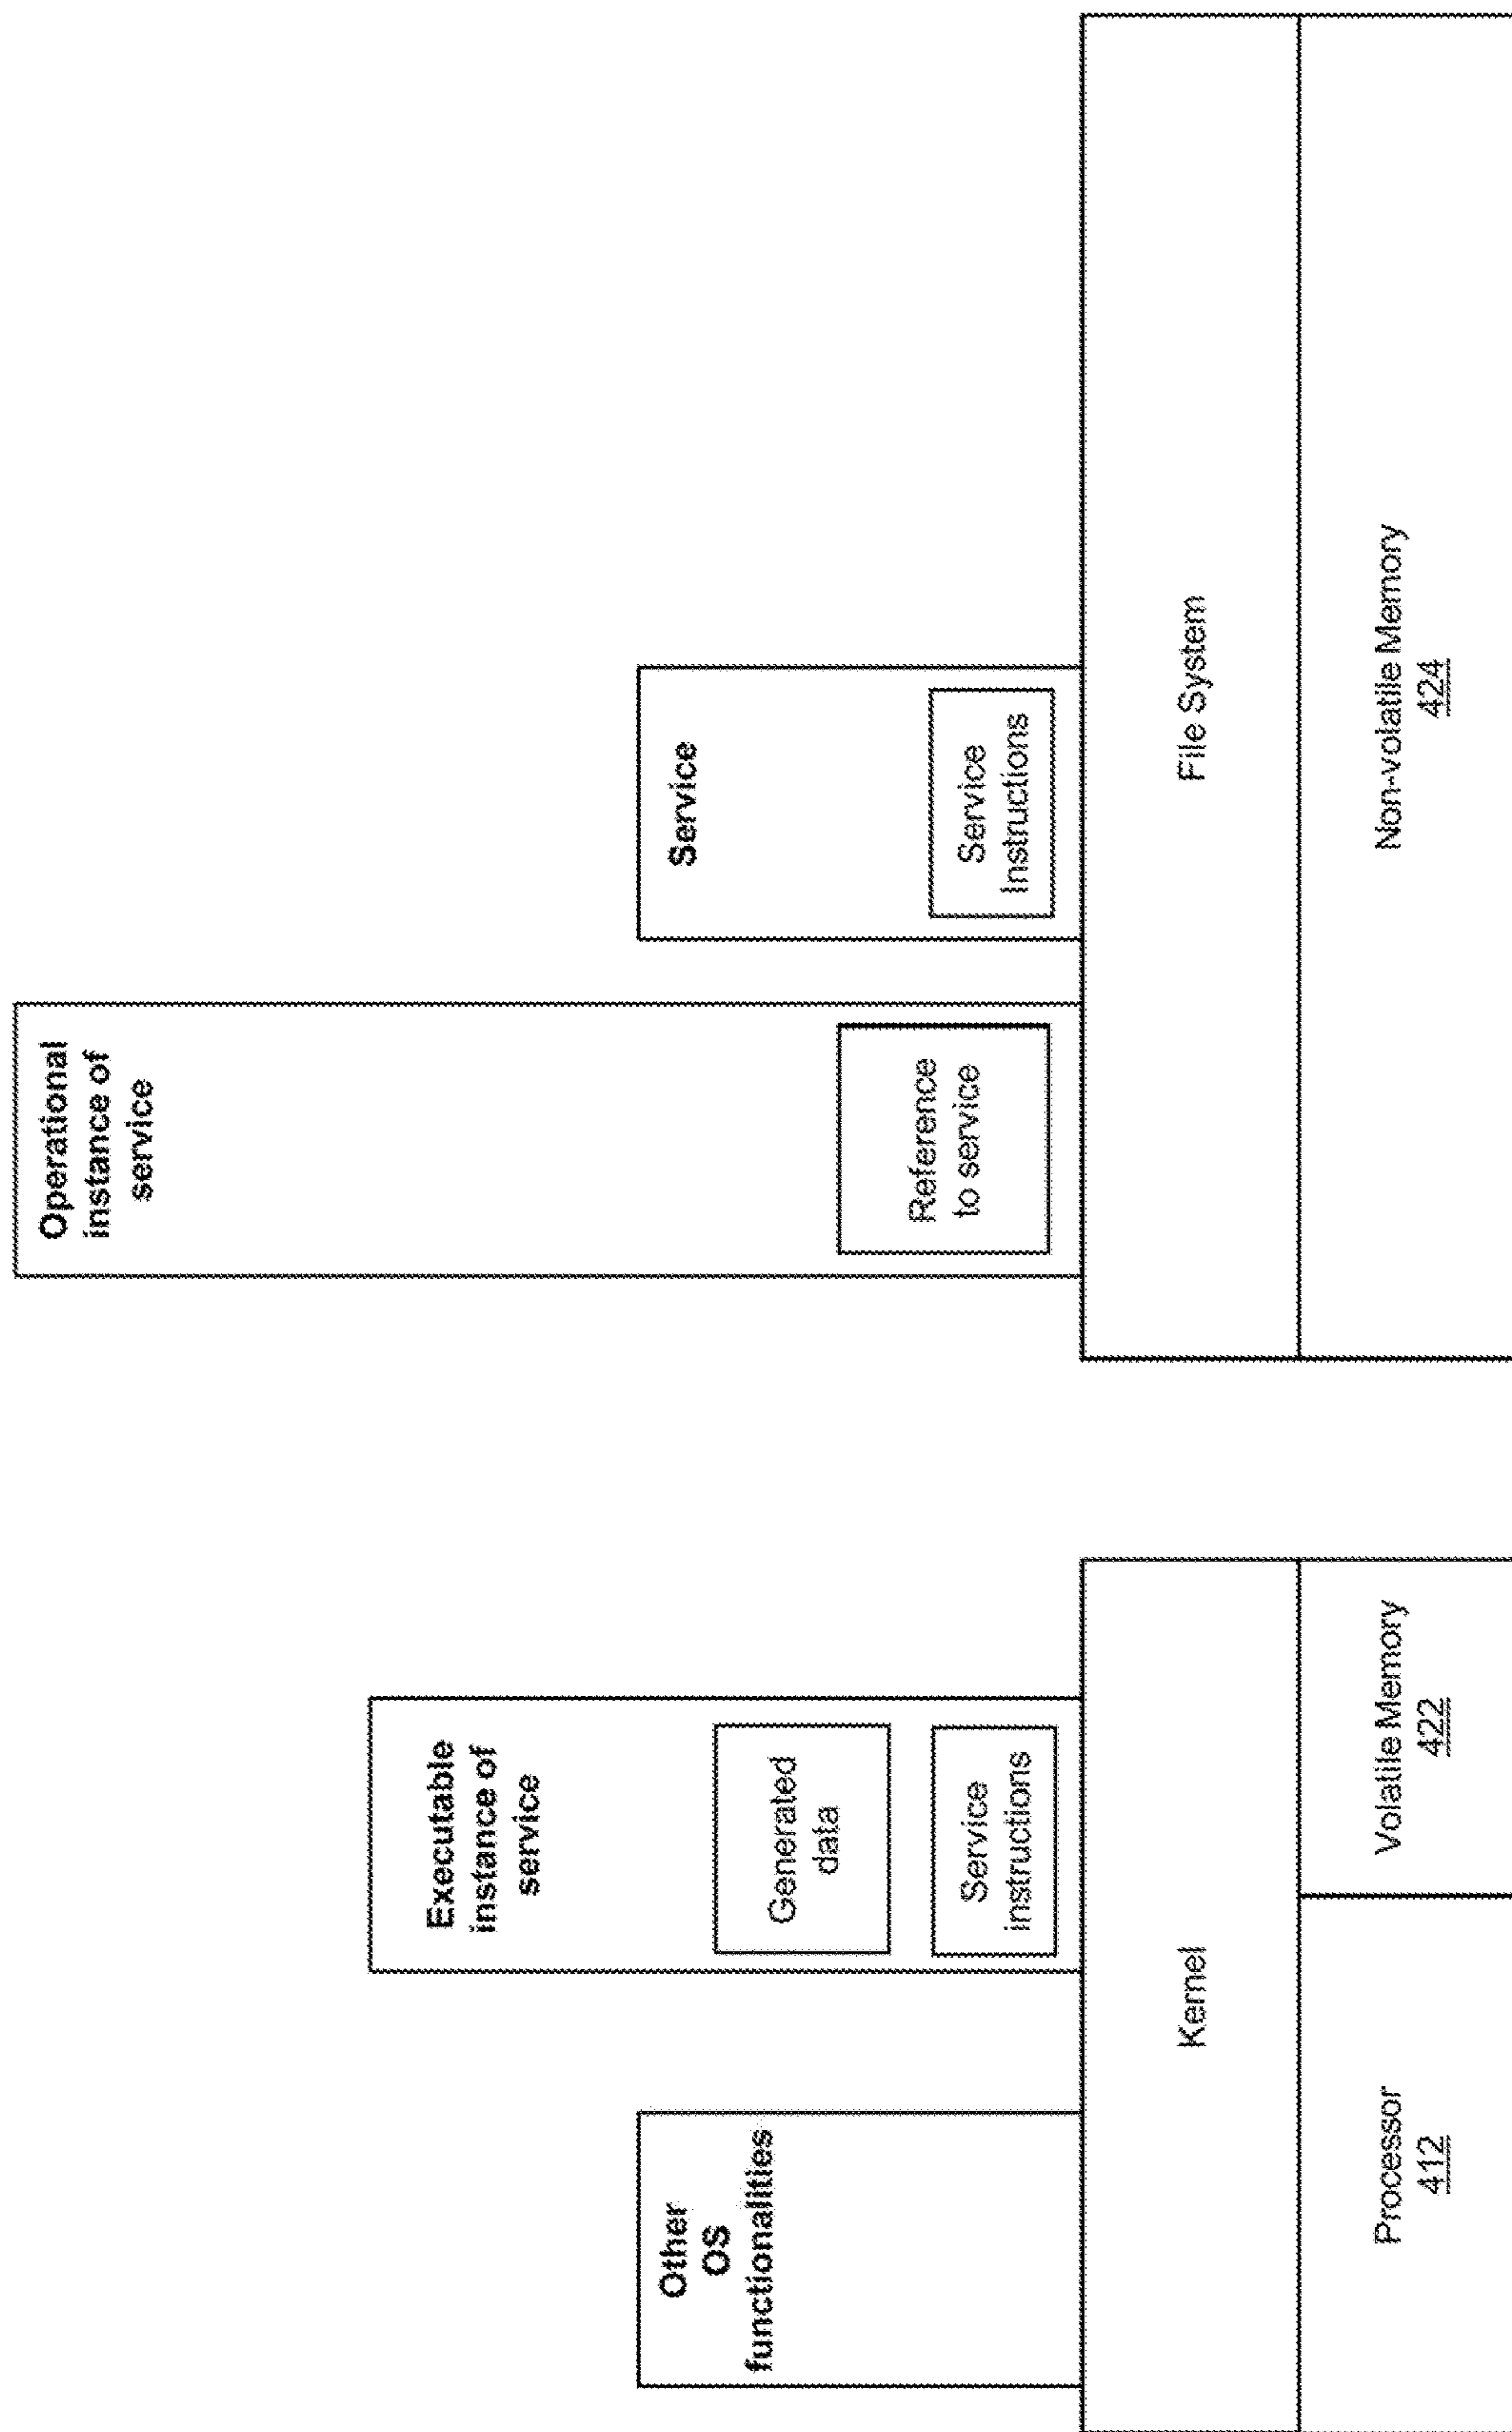 Other
OS
functionalities
Executable
instance of
service
Generated
data
Service
instructions
Kernel
Processor
412
Volatile Memory
422
Operational
instance of
service
Reference
to service
Service
Service
Instructions
File System
Non-volatile Memory
424